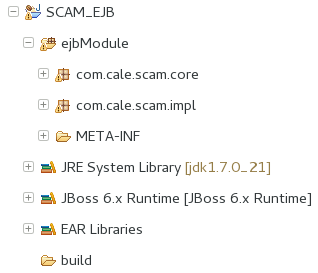 SCAM_EJB
ejbModule
com.cale.scam.core
com.cale.scam.impl
META-INF
JRE System Library [jdk1.7.0_21]
JBoss 6.x Runtime [JBoss 6.x Runtime]
EAR Libraries
build